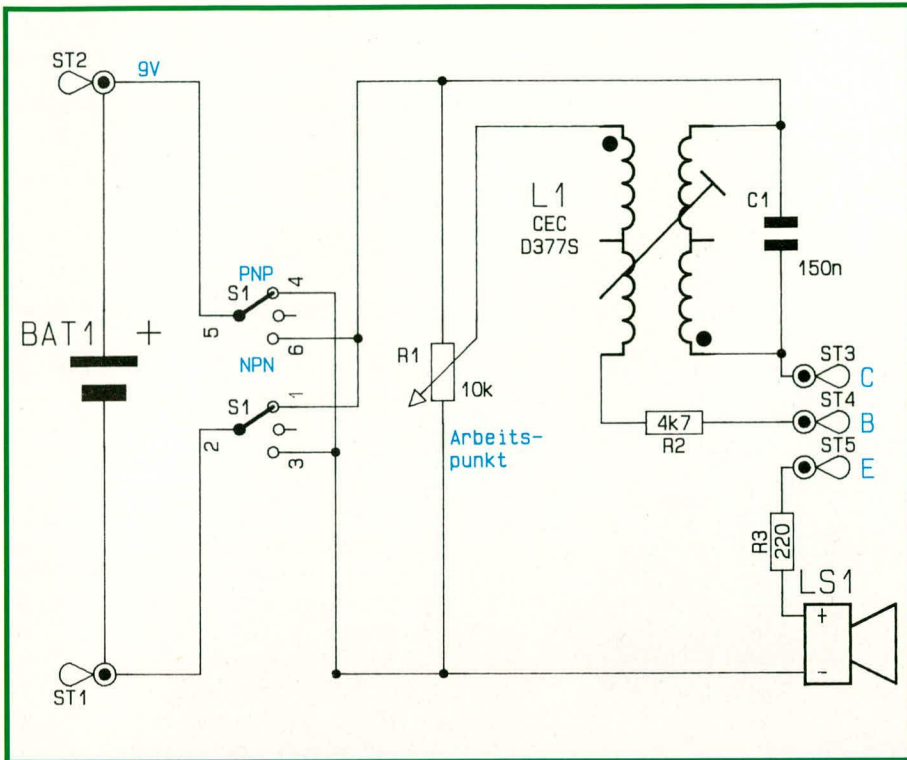 ST2
9V
L1
CEC
D377S
C1
150n
PNP
S1
4
5
6
BAT1
+
NPN
R1
10k
ST3
C
ST4
B
S1
1
2
3
Arbeits-
punkt
4k7
R2
ST5
E
R3
220
LS1
+
-
ST1